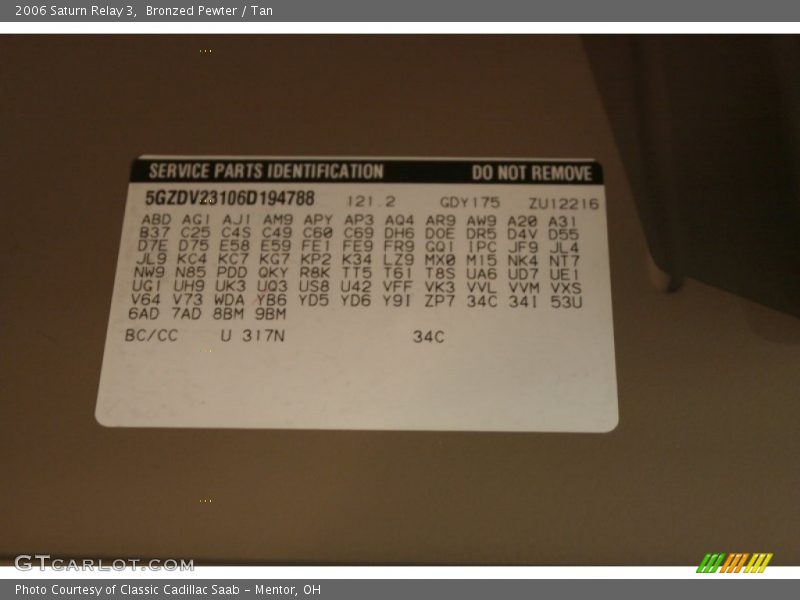 2006 Saturn Relay 3,  Bronzed Pewter / Tan
SERVICE PARTS IDENTIFICATION DO NOT REMOVE
5GZDV23106D194788 121.2 GDY175 ZU12216
ABD AG1 AJ1 AM9 APY AP3 AQ4 AR9 AW9 A20 A31
B37 C25 C4S C49 C60 C69 DH6 D0E DR5 D4V D55
D7E D75 E58 E59 FE1 FE9 FR9 GQ1 IPC JF9 JL4
JL9 KC4 KC7 KG7 KP2 K34 LZ9 MX0 M15 NK4 NT7
NW9 N85 PDD QKY R8K TT5 T61 T8S UA6 UD7 UE1
UG1 UH9 UK3 UQ3 US8 U42 VFF VK3 VVL VVM VXS
V64 V73 WDA YB6 YD5 YD6 Y91 ZP7 34C 34I 53U
6AD 7AD 8BM 9BM
BC/CC U 317N 34C
GTCARLOT.COM
Photo Courtesy of Classic Cadillac Saab - Mentor, OH